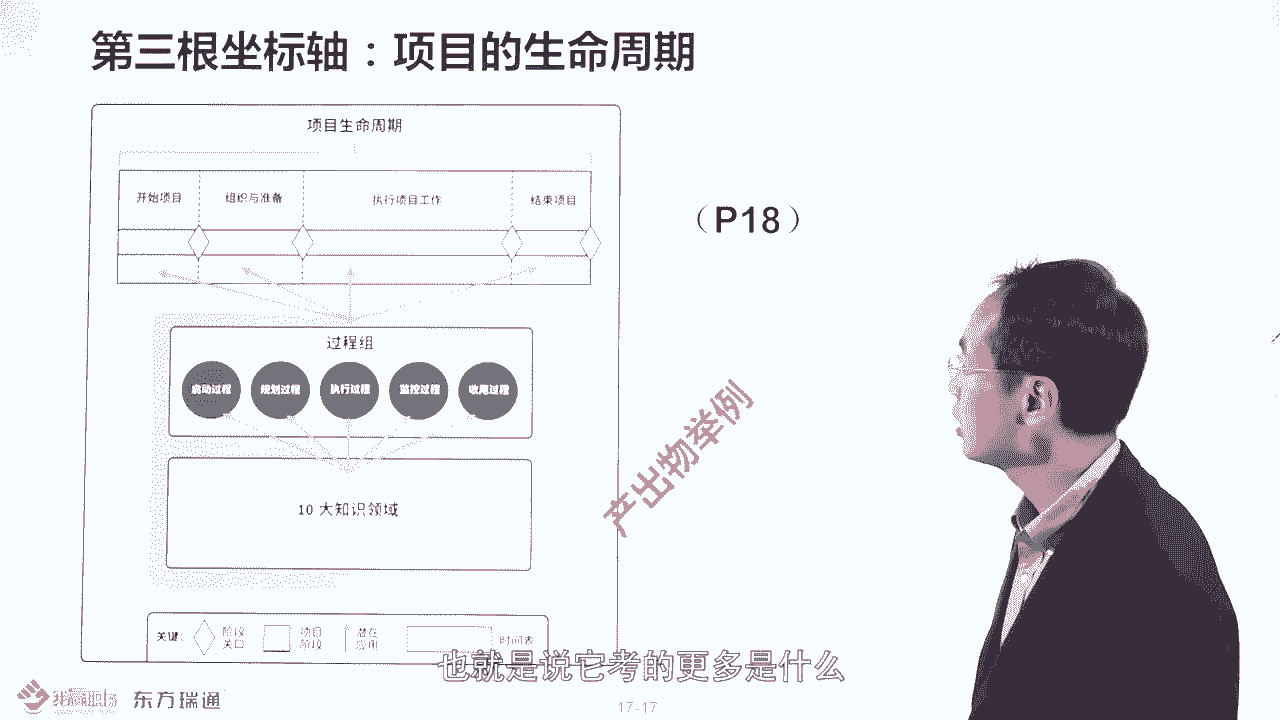 第三根坐标轴：项目的生命周期
项目生命周期
开始项目 组织与准备 执行项目工作 结束项目
（P18）
过程组
启动过程 规划过程 执行过程 监控过程 收尾过程
产出物举例
10 大知识领域
关键：
阶段
关口
项目
阶段
潜在
应用
时间表
也就是说它考的更多是什么
东方瑞通
17-17